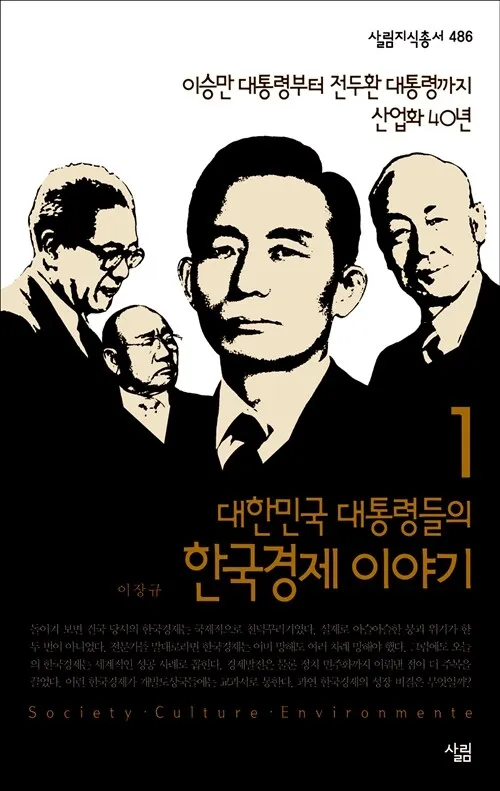 살림지식총서 486
이승만 대통령부터 전두환 대통령까지
산업화 40년
1
대한민국 대통령들의
한국경제 이야기
이장규
돌이켜 보면 건국 당시의 한국경제는 국제적으로 천덕꾸러기였다. 실제로 아슬아슬한 붕괴 위기가 한
두 번이 아니었다. 전문가들 말대로라면 한국경제는 이미 망해도 여러 차례 망해야 했다. 그럼에도 오늘
의 한국경제는 세계적인 성공 사례로 꼽힌다. 경제발전은 물론 정치 민주화까지 이뤄낸 점이 더 주목을
끌었다. 이런 한국경제가 개발도상국들에는 교과서로 통한다. 과연 한국경제의 성장 비결은 무엇일까?
Society · Culture · Environmente
살림